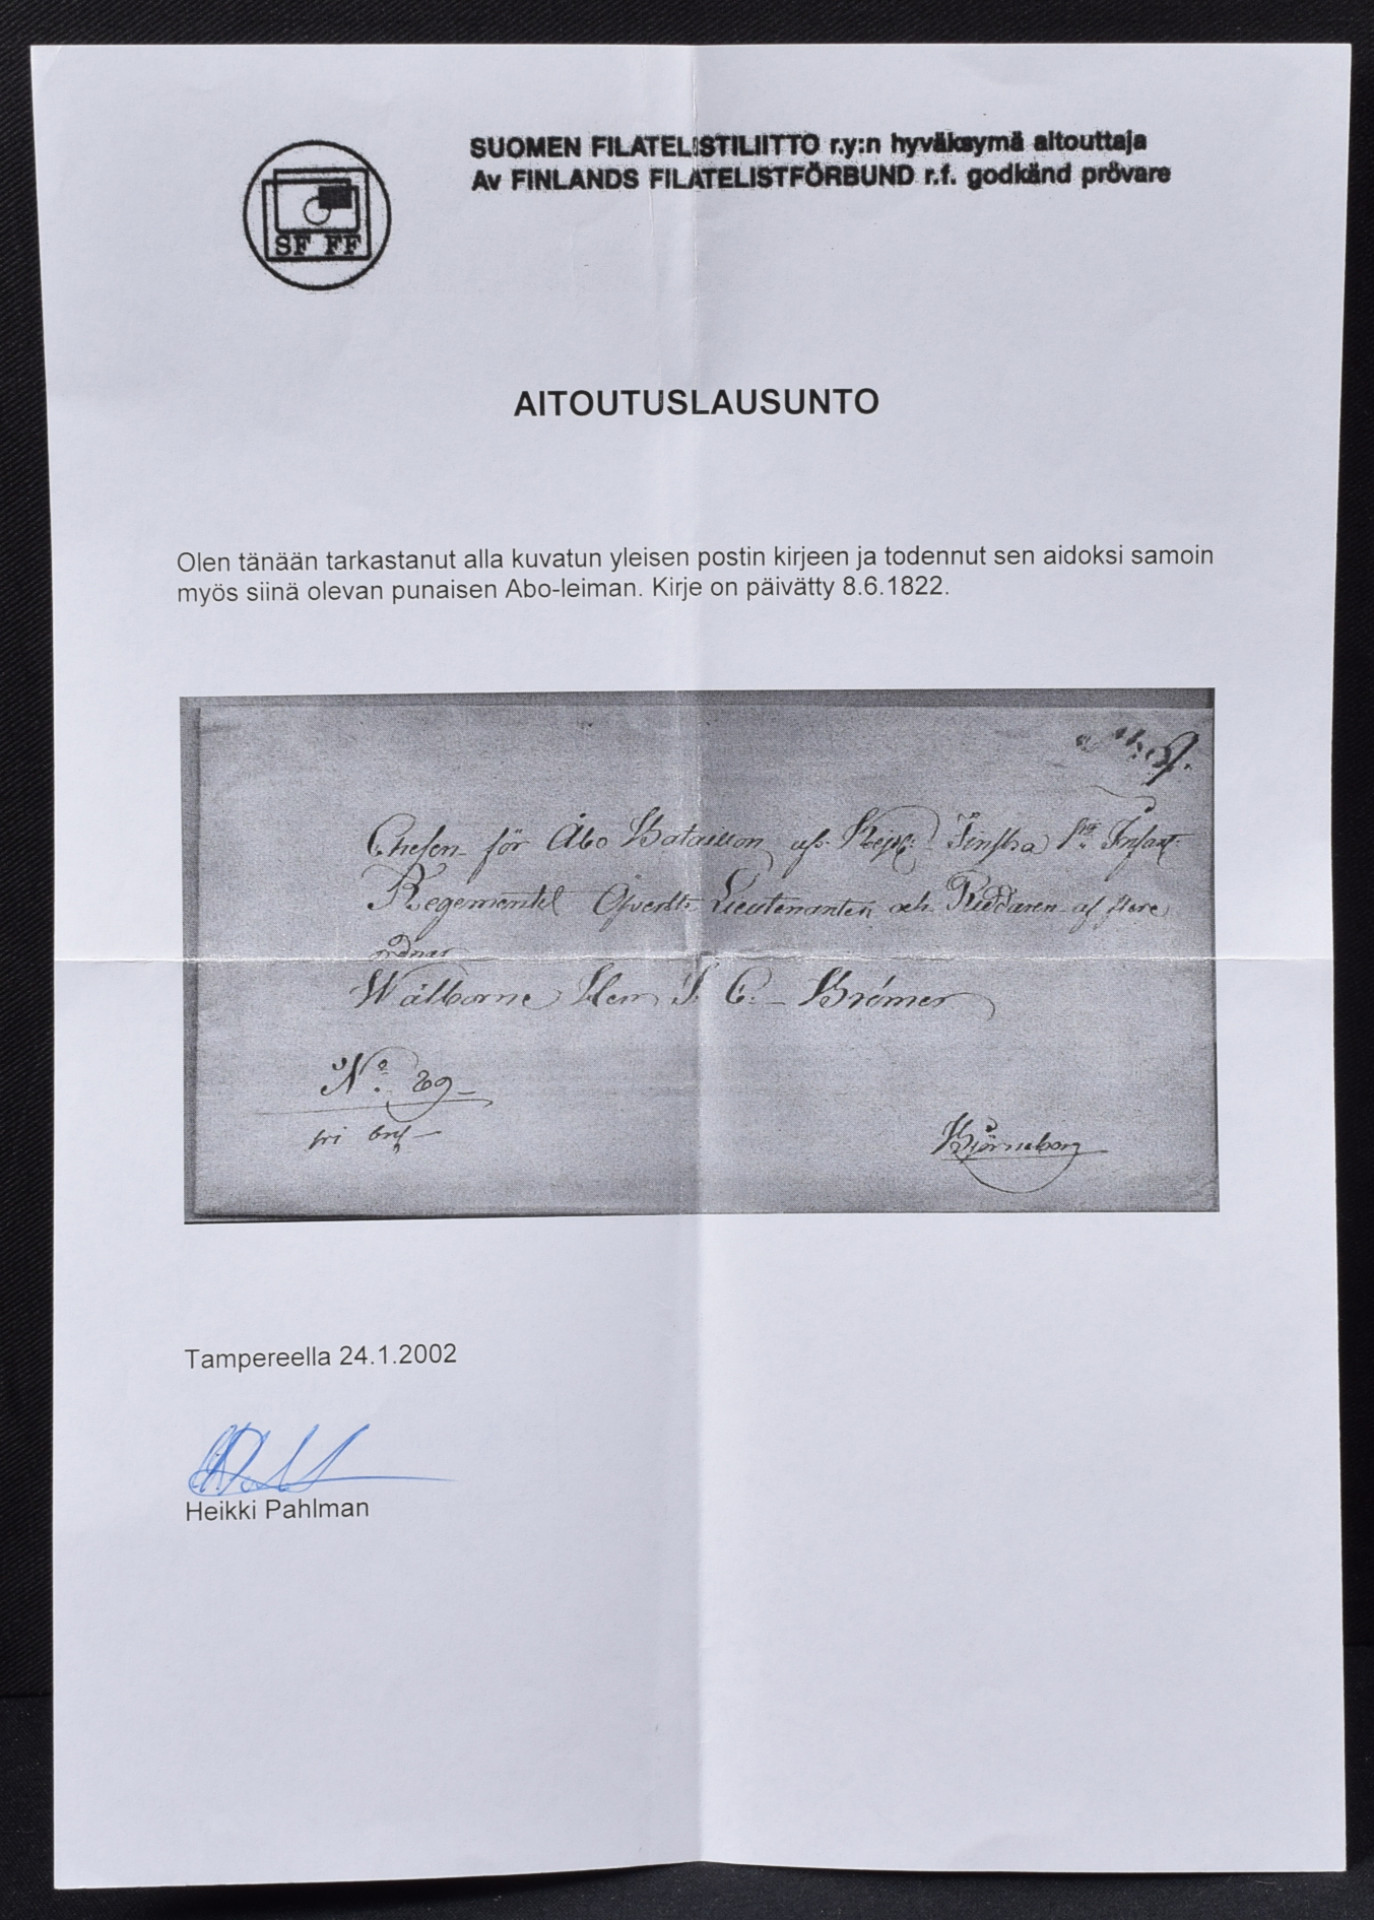 SUOMEN FILATELISTILIITTO r.y:n hyväksymä aitouttaja
Av FINLANDS FILATELISTFÖRBUND r.f. godkänd prövare
SF FF
AITOUTUSLAUSUNTO
Olen tänään tarkastanut alla kuvatun yleisen postin kirjeen ja todennut sen aidoksi samoin
myös siinä olevan punaisen Abo-leiman. Kirje on päivätty 8.6.1822.
Chefen för Åbo Bataillon af Finska Infant:
Regementet Öfverste Lieutenanten och Riddaren af flere
ordnar
Wälborne Herr J. C. Brömer
No. 29
fri bref
Björneborg
Tampereella 24.1.2002
Heikki Pahlman